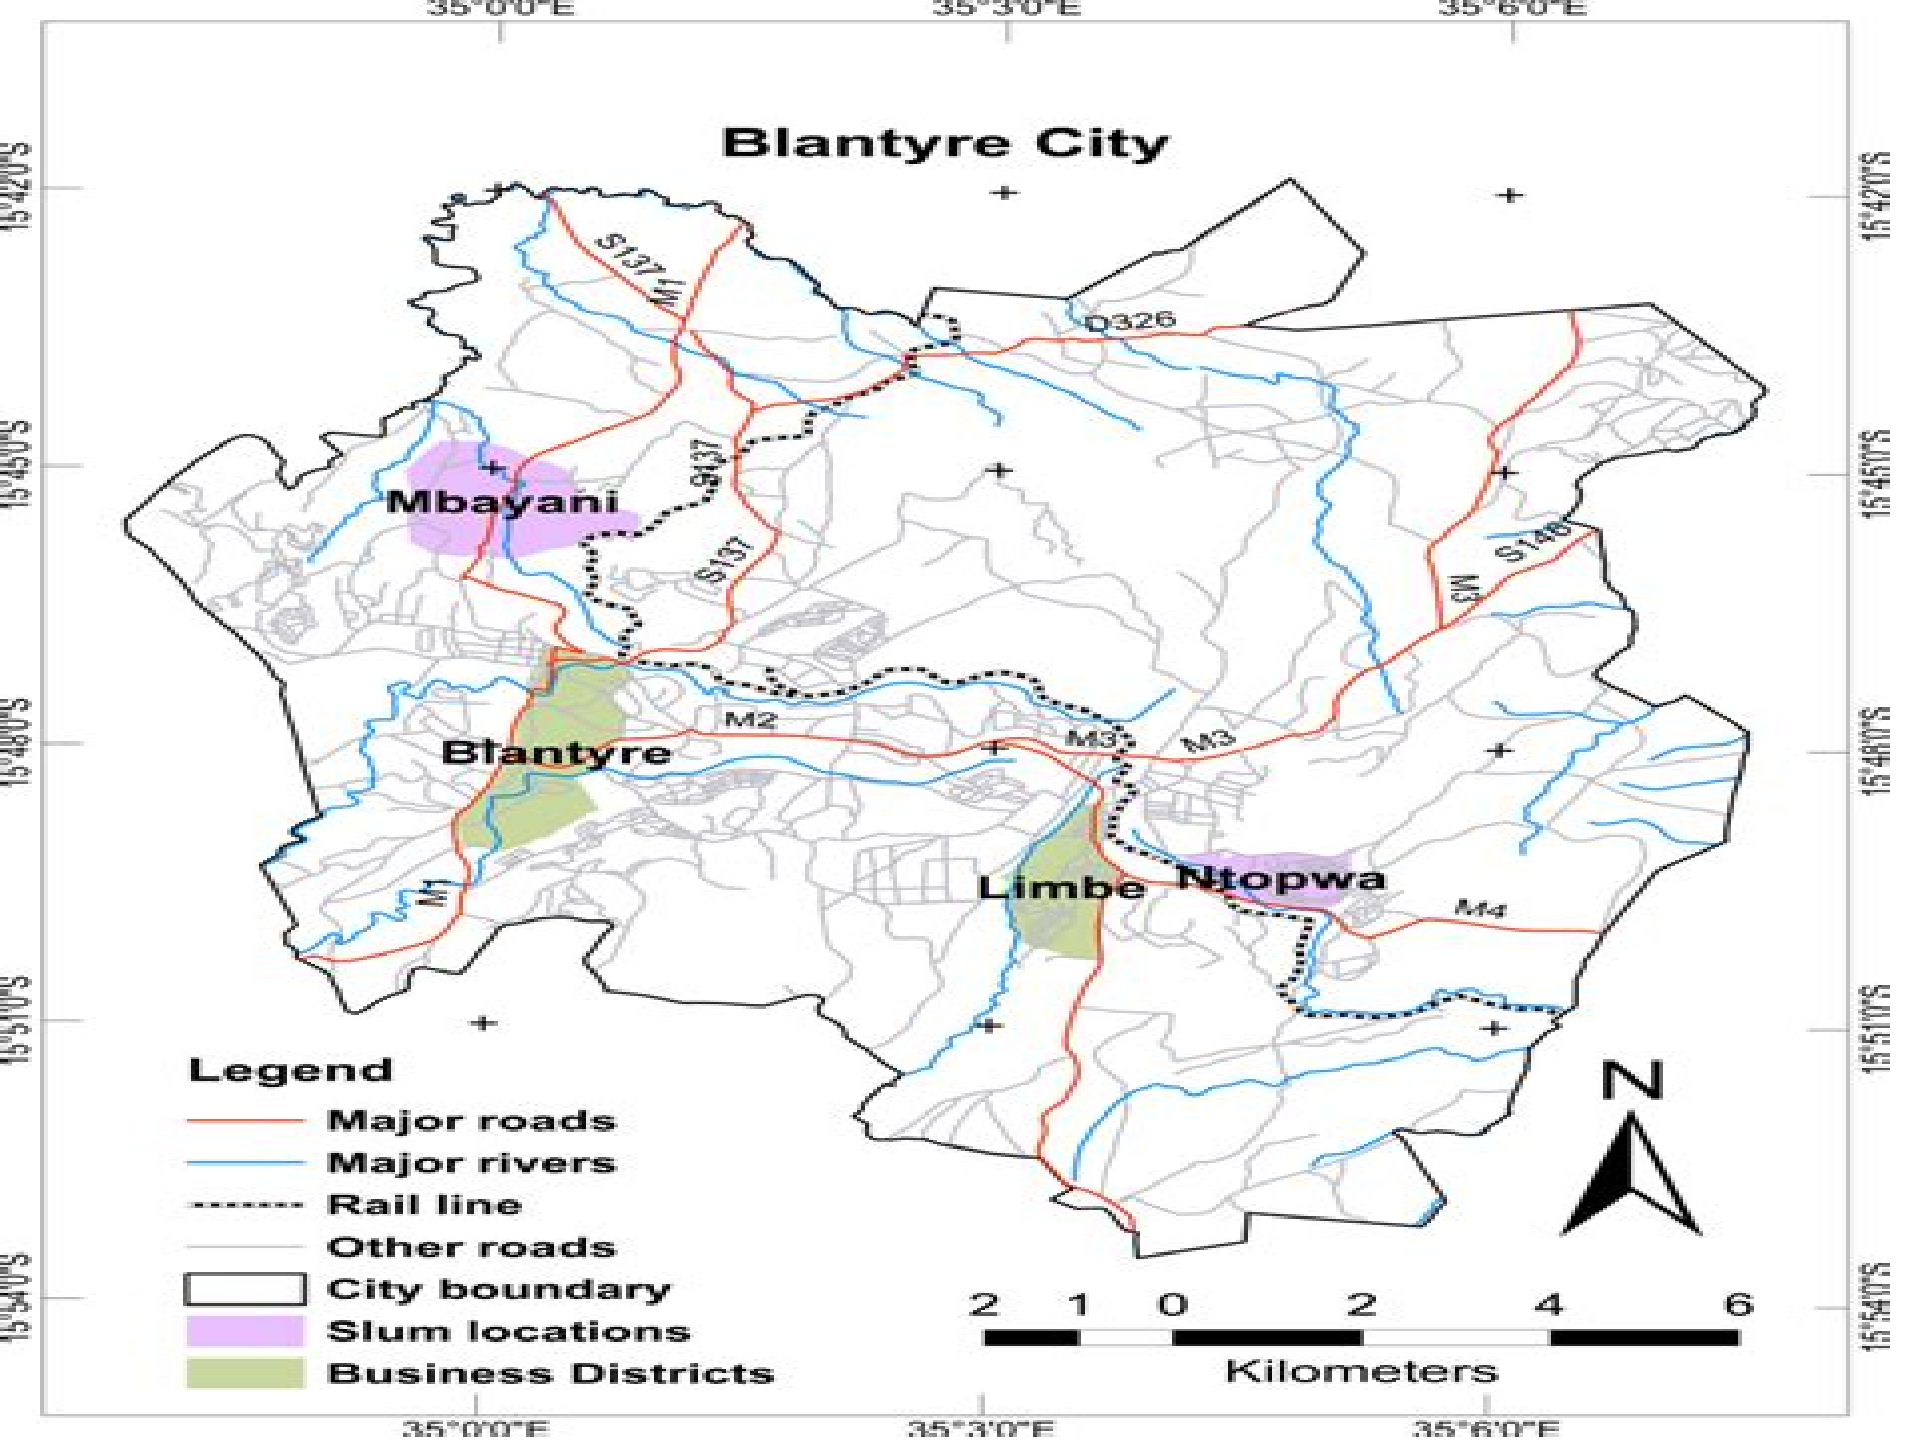 35°0'0"E 35°3'0"E 35°6'0"E
Blantyre City
15°42'0"S 15°42'0"S
S137
M1
D326
15°45'0"S 15°45'0"S
S137
Mbayani
S137
S146
M3
M2
M3
M3
15°48'0"S 15°48'0"S
Blantyre
Limbe
Ntopwa
M1
M4
15°51'0"S 15°51'0"S
Legend
Major roads
Major rivers
Rail line
Other roads
City boundary
Slum locations
Business Districts
N
2 1 0 2 4 6
Kilometers
15°54'0"S 15°54'0"S
35°0'0"E 35°3'0"E 35°6'0"E